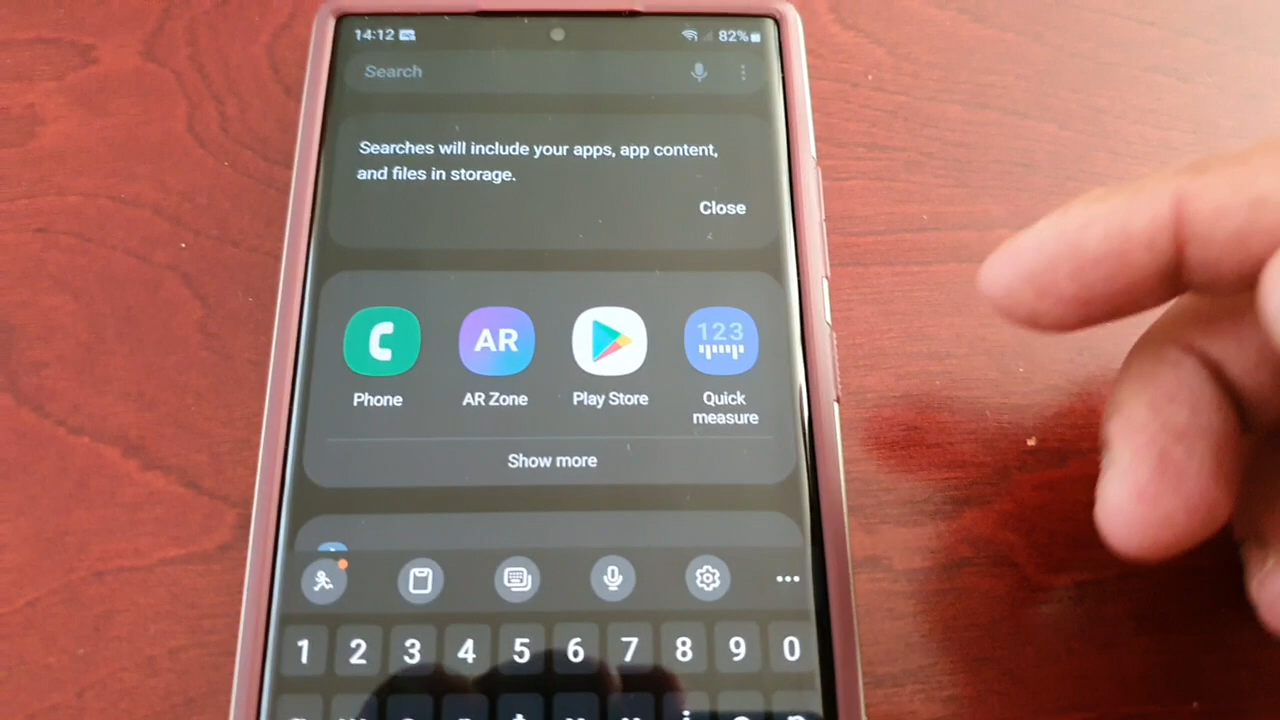 14:12 82%
Search
Searches will include your apps, app content,
and files in storage.
Close
AR 123
Phone AR Zone Play Store Quick
measure
Show more
1 2 3 4 5 6 7 8 9 0